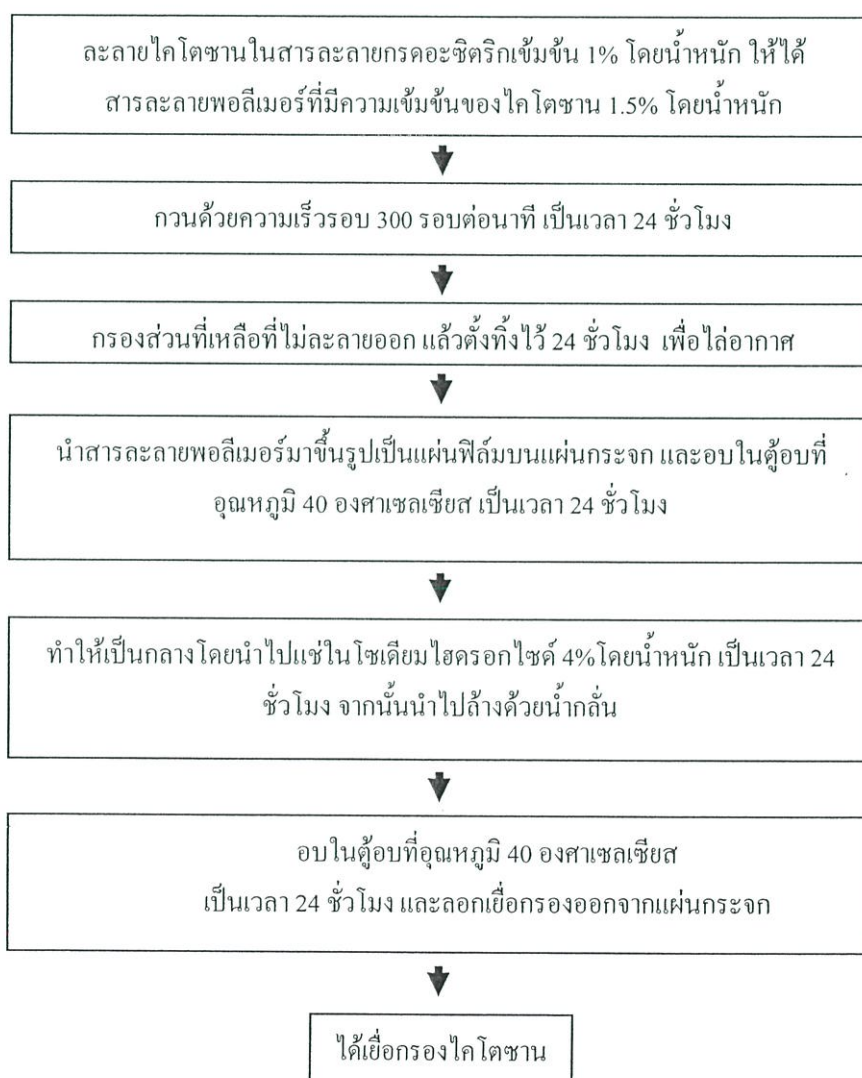 ละลายไคโตซานในสารละลายกรดอะซิตริกเข้มข้น 1% โดยน้ำหนัก ให้ได้
สารละลายพอลีเมอร์ที่มีความเข้มข้นของไคโตซาน 1.5% โดยน้ำหนัก
กวนด้วยความเร็วรอบ 300 รอบต่อนาที เป็นเวลา 24 ชั่วโมง
กรองส่วนที่เหลือที่ไม่ละลายออก แล้วตั้งทิ้งไว้ 24 ชั่วโมง เพื่อไล่อากาศ
นำสารละลายพอลีเมอร์มาขึ้นรูปเป็นแผ่นฟิล์มบนแผ่นกระจก และอบในตู้อบที่
อุณหภูมิ 40 องศาเซลเซียส เป็นเวลา 24 ชั่วโมง
ทำให้เป็นกลางโดยนำไปแช่ในโซเดียมไฮดรอกไซด์ 4%โดยน้ำหนัก เป็นเวลา 24
ชั่วโมง จากนั้นนำไปล้างด้วยน้ำกลั่น
อบในตู้อบที่อุณหภูมิ 40 องศาเซลเซียส
เป็นเวลา 24 ชั่วโมง และลอกเยื่อกรองออกจากแผ่นกระจก
ได้เยื่อกรองไคโตซาน